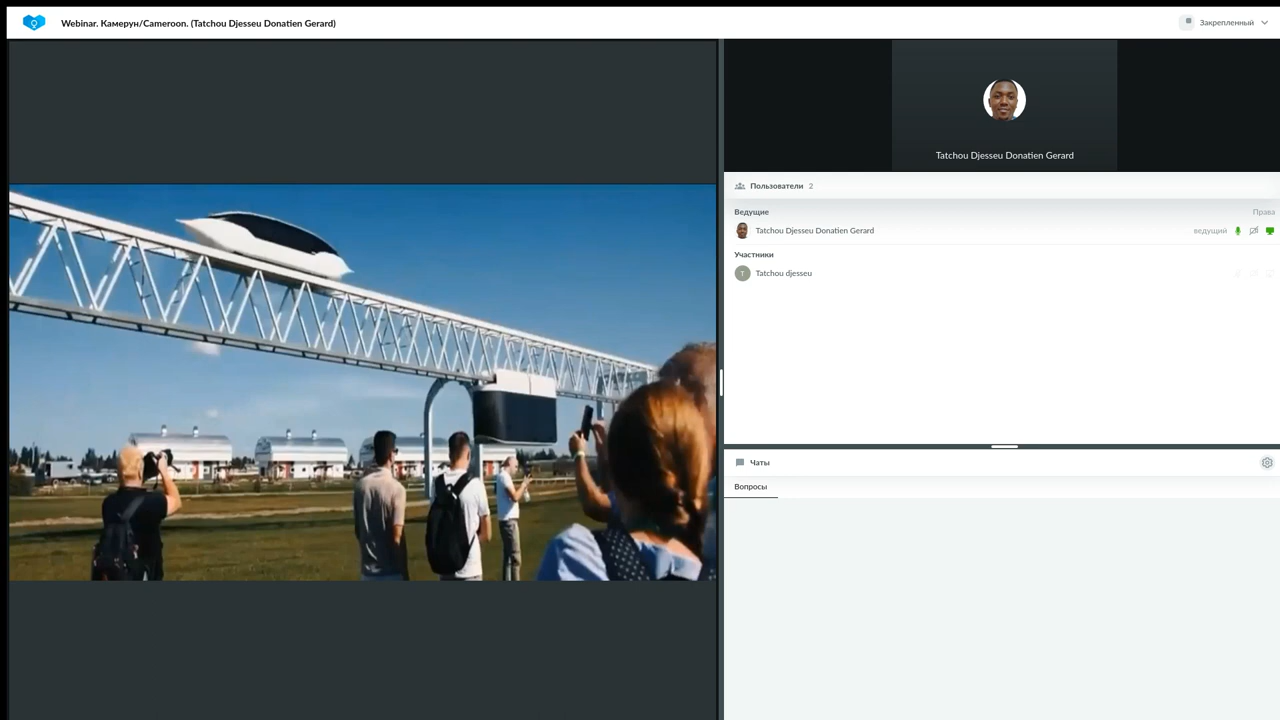 Webinar. Камерун/Cameroon. (Tatchou Djesseu Donatien Gerard)
Закрепленный
Tatchou Djesseu Donatien Gerard
Пользователи 2
Ведущие Права
Tatchou Djesseu Donatien Gerard ведущий
Участники
T Tatchou djesseu
Чаты
Вопросы